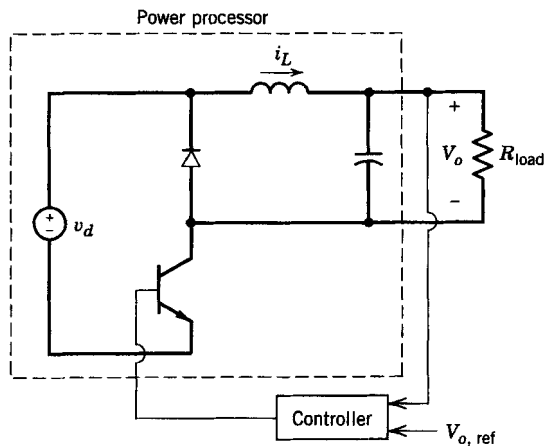 Power processor
i_L
+
V_o
R_load
−
+
−
v_d
Controller
V_o, ref